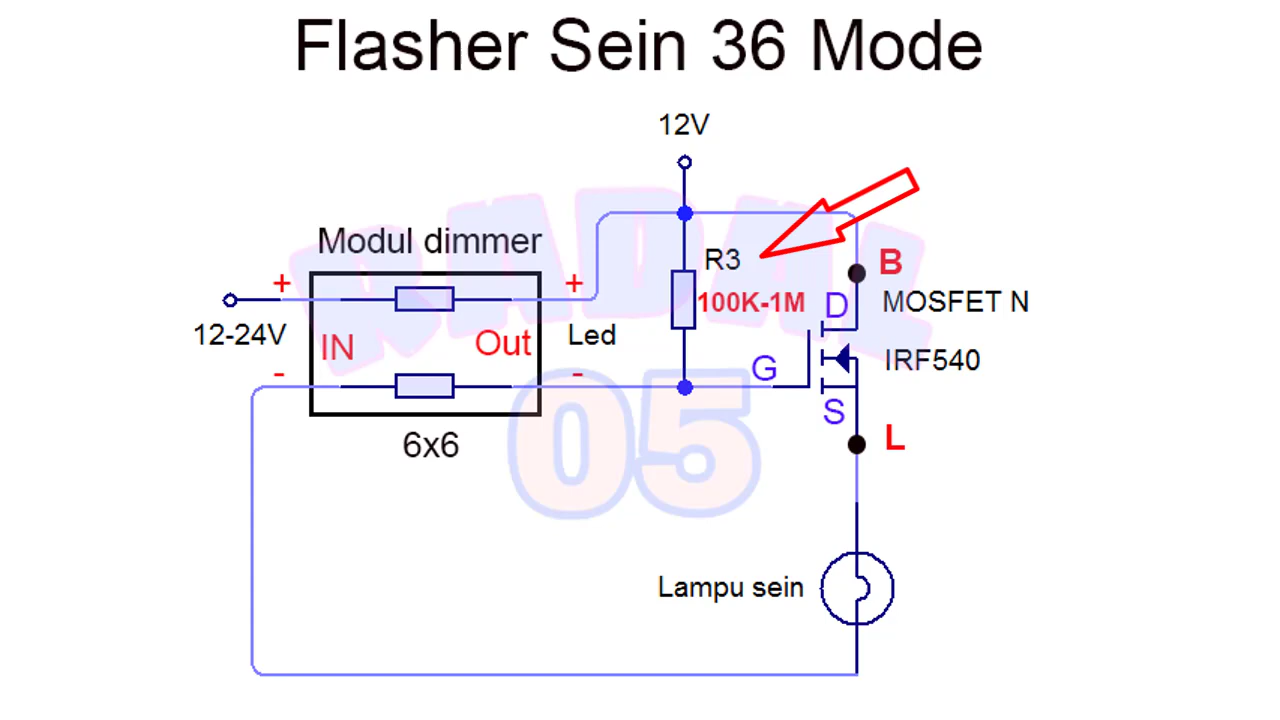 Flasher Sein 36 Mode
12V
RADAL
05
Modul dimmer
R3
B
+
+
100K-1M
D
MOSFET N
12-24V
IN
Out
Led
G
IRF540
-
-
S
L
6x6
Lampu sein